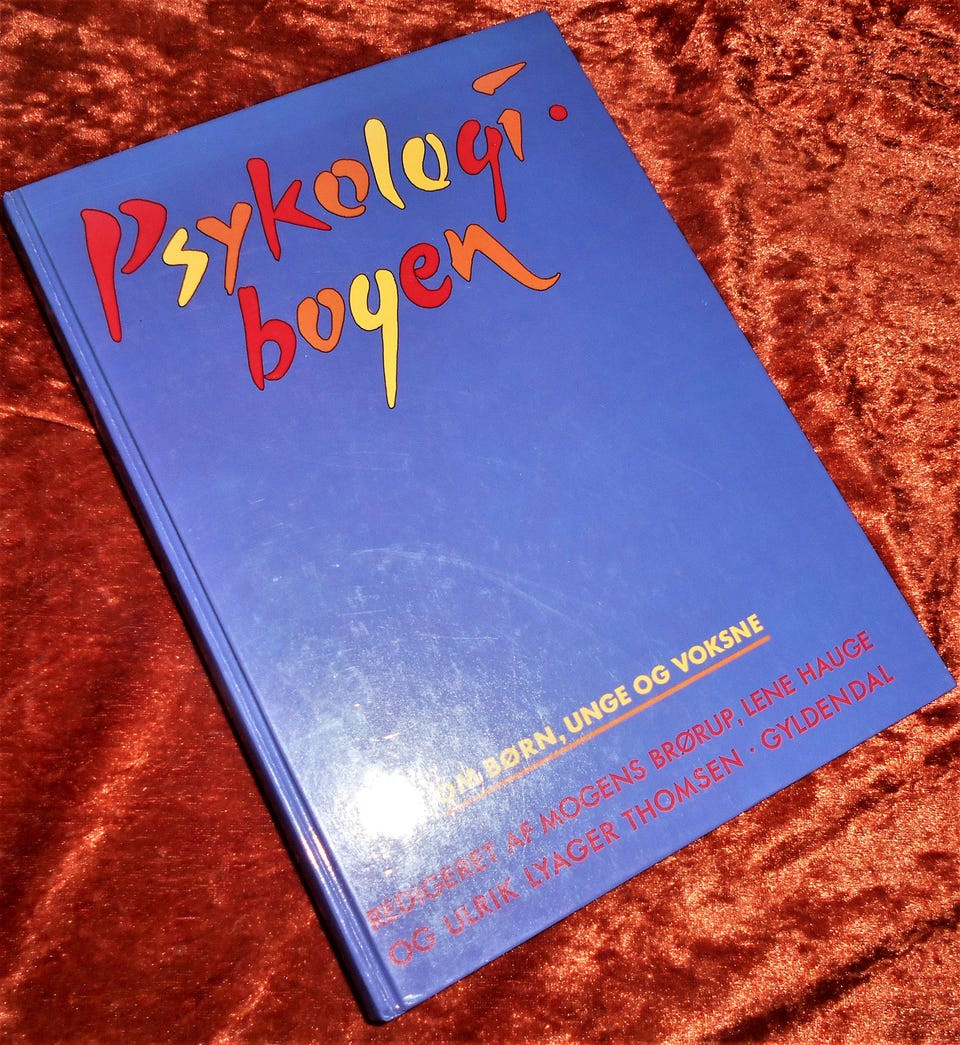 Psykologi·
bogen
OM BØRN, UNGE OG VOKSNE
REDIGERET AF MOGENS BRØRUP, LENE HAUGE
OG ULRIK LYAGER THOMSEN · GYLDENDAL